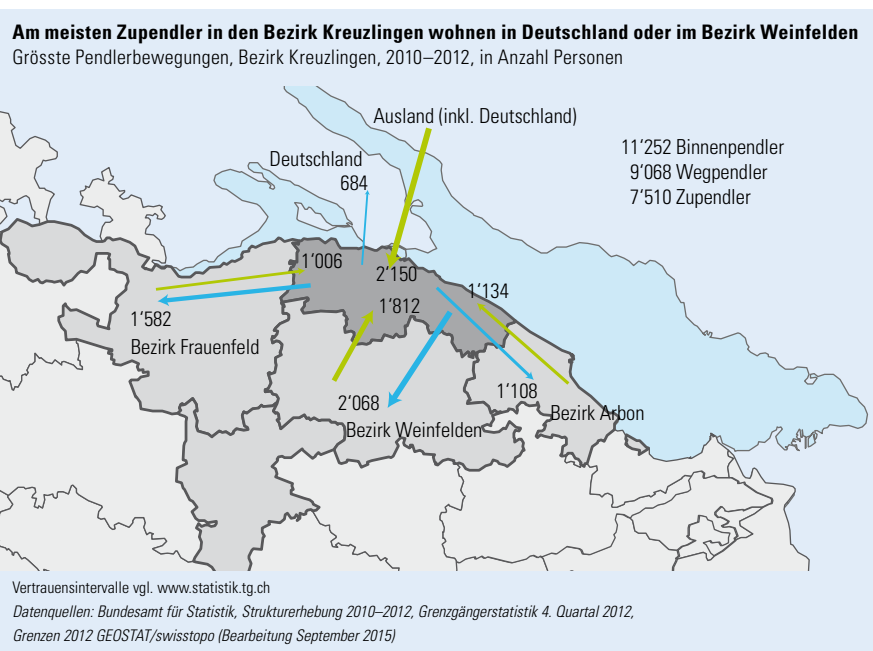 Am meisten Zupendler in den Bezirk Kreuzlingen wohnen in Deutschland oder im Bezirk Weinfelden
Grösste Pendlerbewegungen, Bezirk Kreuzlingen, 2010–2012, in Anzahl Personen
Ausland (inkl. Deutschland)
11‘252 Binnenpendler
9‘068 Wegpendler
7‘510 Zupendler
Deutschland
684
1‘006
2‘150
1‘134
1‘812
1‘582
Bezirk Frauenfeld
1‘108
2‘068
Bezirk Arbon
Bezirk Weinfelden
Vertrauensintervalle vgl. www.statistik.tg.ch
Datenquellen: Bundesamt für Statistik, Strukturerhebung 2010–2012, Grenzgängerstatistik 4. Quartal 2012,
Grenzen 2012 GEOSTAT/swisstopo (Bearbeitung September 2015)